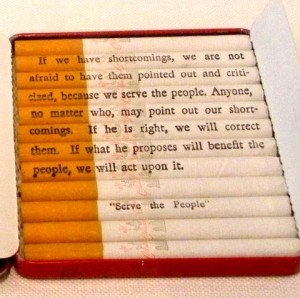 If we have shortcomings, we are not
afraid to have them pointed out and criti-
cized, because we serve the people. Anyone,
no matter who, may point out our short-
comings. If he is right, we will correct
them. If what he proposes will benefit the
people, we will act upon it.
"Serve the People"